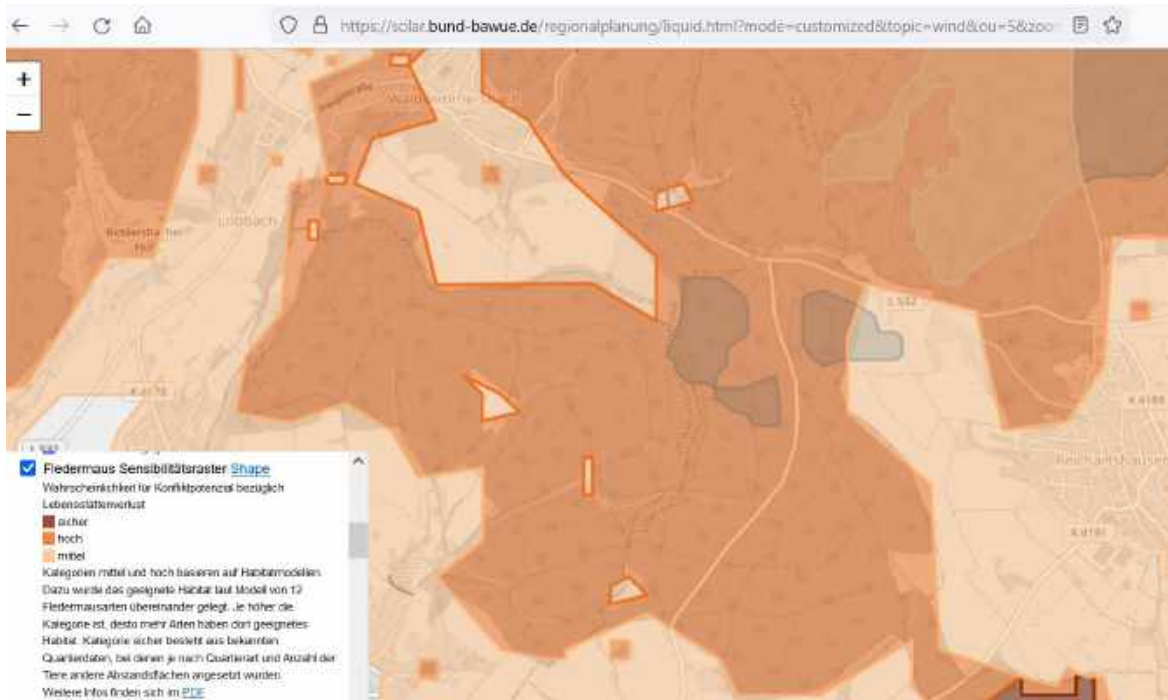 https://solar.bund-bawue.de/regionalplanung/liquid.html?mode=customized&topic=wind&ou=5&zoo
+
−
Lobbach
L 532
K 4178
K 4188
Reichartshausen
K 4191
L 532
Fledermaus Sensibilitätsraster Shape
Wahrscheinlichkeit für Konfliktpotenzial bezüglich
Lebensstättenverlust
sicher
hoch
mittel
Kategorien mittel und hoch basieren auf Habitatmodellen.
Dazu wurde das geeignete Habitat laut Modell von 12
Fledermausarten übereinander gelegt. Je höher die
Kategorie ist, desto mehr Arten haben dort geeignetes
Habitat. Kategorie sicher besteht aus bekannten
Quartierdaten, bei denen je nach Quartierart und Anzahl der
Tiere andere Abstandsflächen angesetzt wurden.
Weitere Infos finden sich im PDF